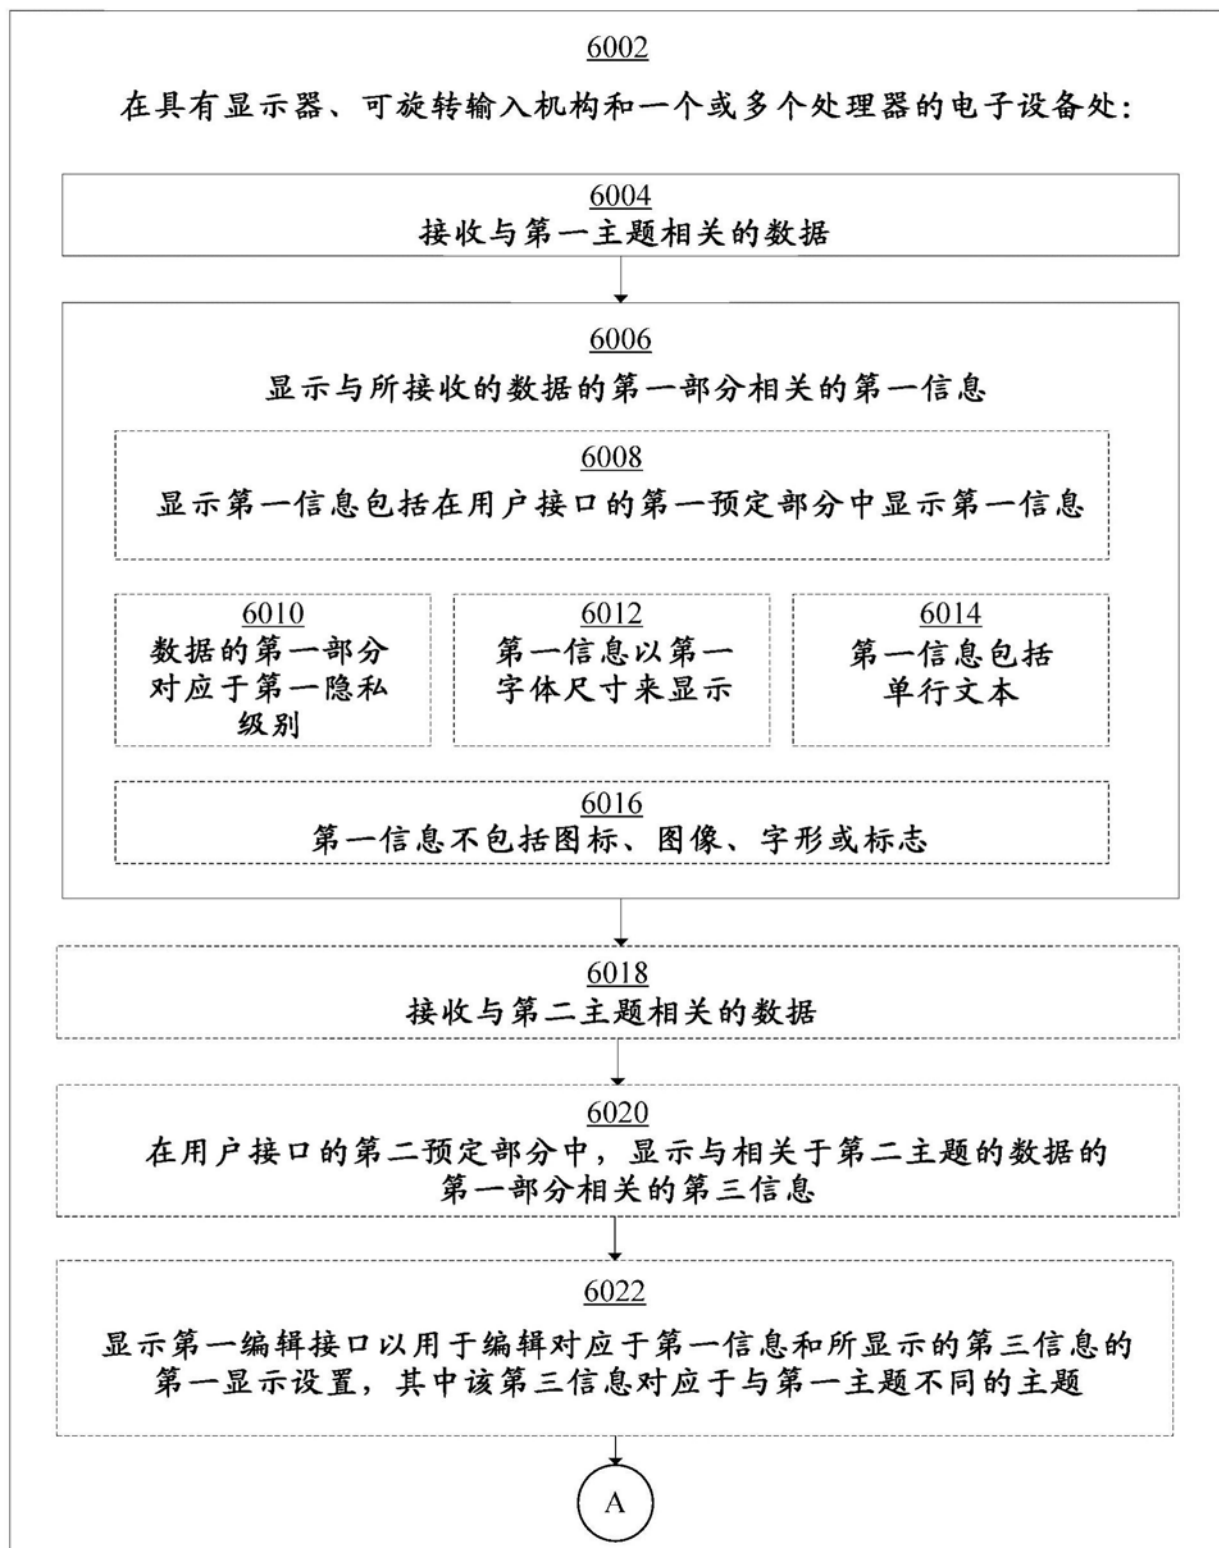 6002
在具有显示器、可旋转输入机构和一个或多个处理器的电子设备处：
6004
接收与第一主题相关的数据
6006
显示与所接收的数据的第一部分相关的第一信息
6008
显示第一信息包括在用户接口的第一预定部分中显示第一信息
6010
数据的第一部分
对应于第一隐私
级别
6012
第一信息以第一
字体尺寸来显示
6014
第一信息包括
单行文本
6016
第一信息不包括图标、图像、字形或标志
6018
接收与第二主题相关的数据
6020
在用户接口的第二预定部分中，显示与相关于第二主题的数据的
第一部分相关的第三信息
6022
显示第一编辑接口以用于编辑对应于第一信息和所显示的第三信息的
第一显示设置，其中该第三信息对应于与第一主题不同的主题
A